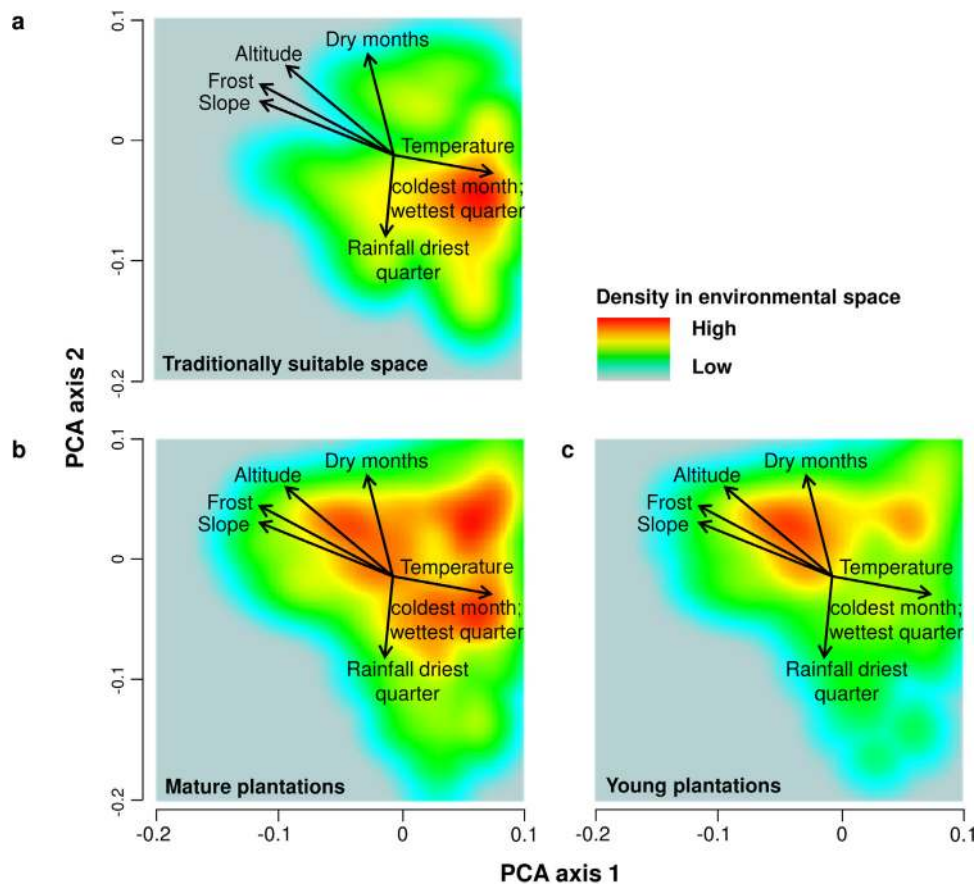 a
0.1
0
-0.1
-0.2
Dry months
Altitude
Frost
Slope
Temperature
coldest month;
wettest quarter
Rainfall driest
quarter
Traditionally suitable space
Density in environmental space
High
Low
PCA axis 2
b
0.1
0
-0.1
-0.2
Dry months
Altitude
Frost
Slope
Temperature
coldest month;
wettest quarter
Rainfall driest
quarter
Mature plantations
-0.2
-0.1
0
0.1
c
Dry months
Altitude
Frost
Slope
Temperature
coldest month;
wettest quarter
Rainfall driest
quarter
Young plantations
-0.2
-0.1
0
0.1
PCA axis 1